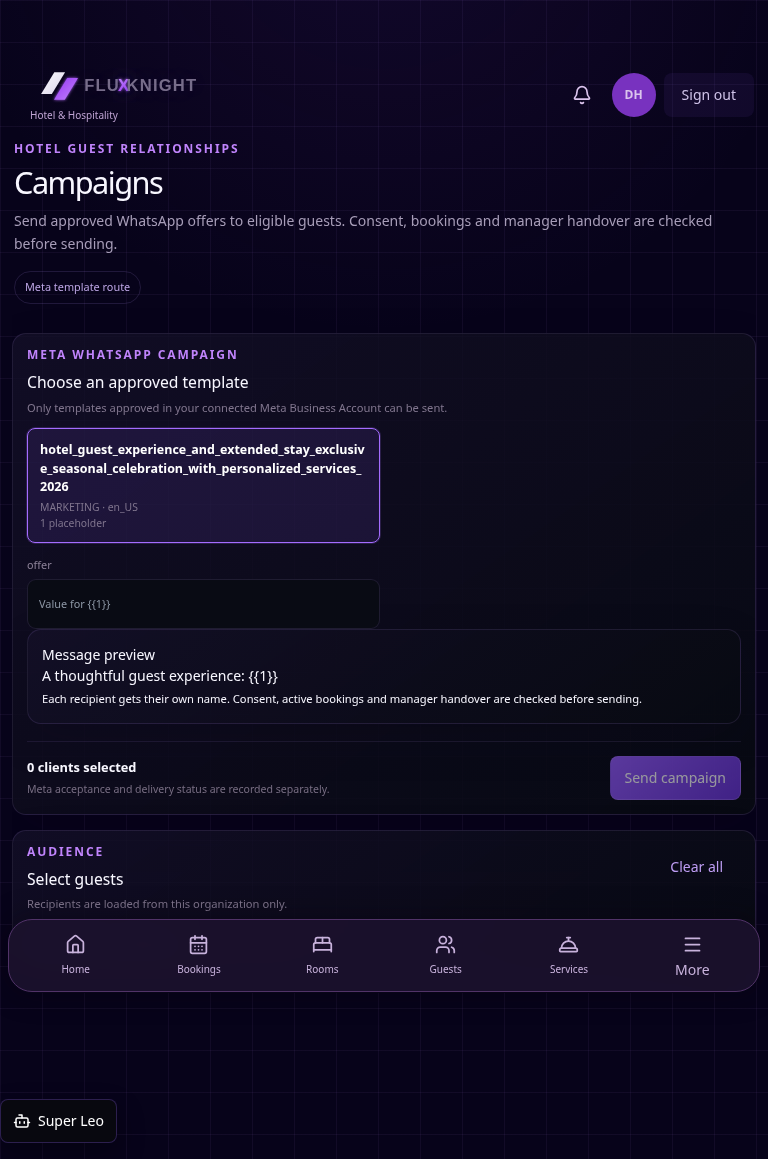 FLUXKNIGHT
Hotel & Hospitality
DH
Sign out
HOTEL GUEST RELATIONSHIPS
Campaigns
Send approved WhatsApp offers to eligible guests. Consent, bookings and manager handover are checked
before sending.
Meta template route
META WHATSAPP CAMPAIGN
Choose an approved template
Only templates approved in your connected Meta Business Account can be sent.
hotel_guest_experience_and_extended_stay_exclusiv
e_seasonal_celebration_with_personalized_services_
2026
MARKETING · en_US
1 placeholder
offer
Value for {{1}}
Message preview
A thoughtful guest experience: {{1}}
Each recipient gets their own name. Consent, active bookings and manager handover are checked before sending.
0 clients selected
Meta acceptance and delivery status are recorded separately.
Send campaign
AUDIENCE
Select guests
Clear all
Recipients are loaded from this organization only.
Home
Bookings
Rooms
Guests
Services
More
Super Leo